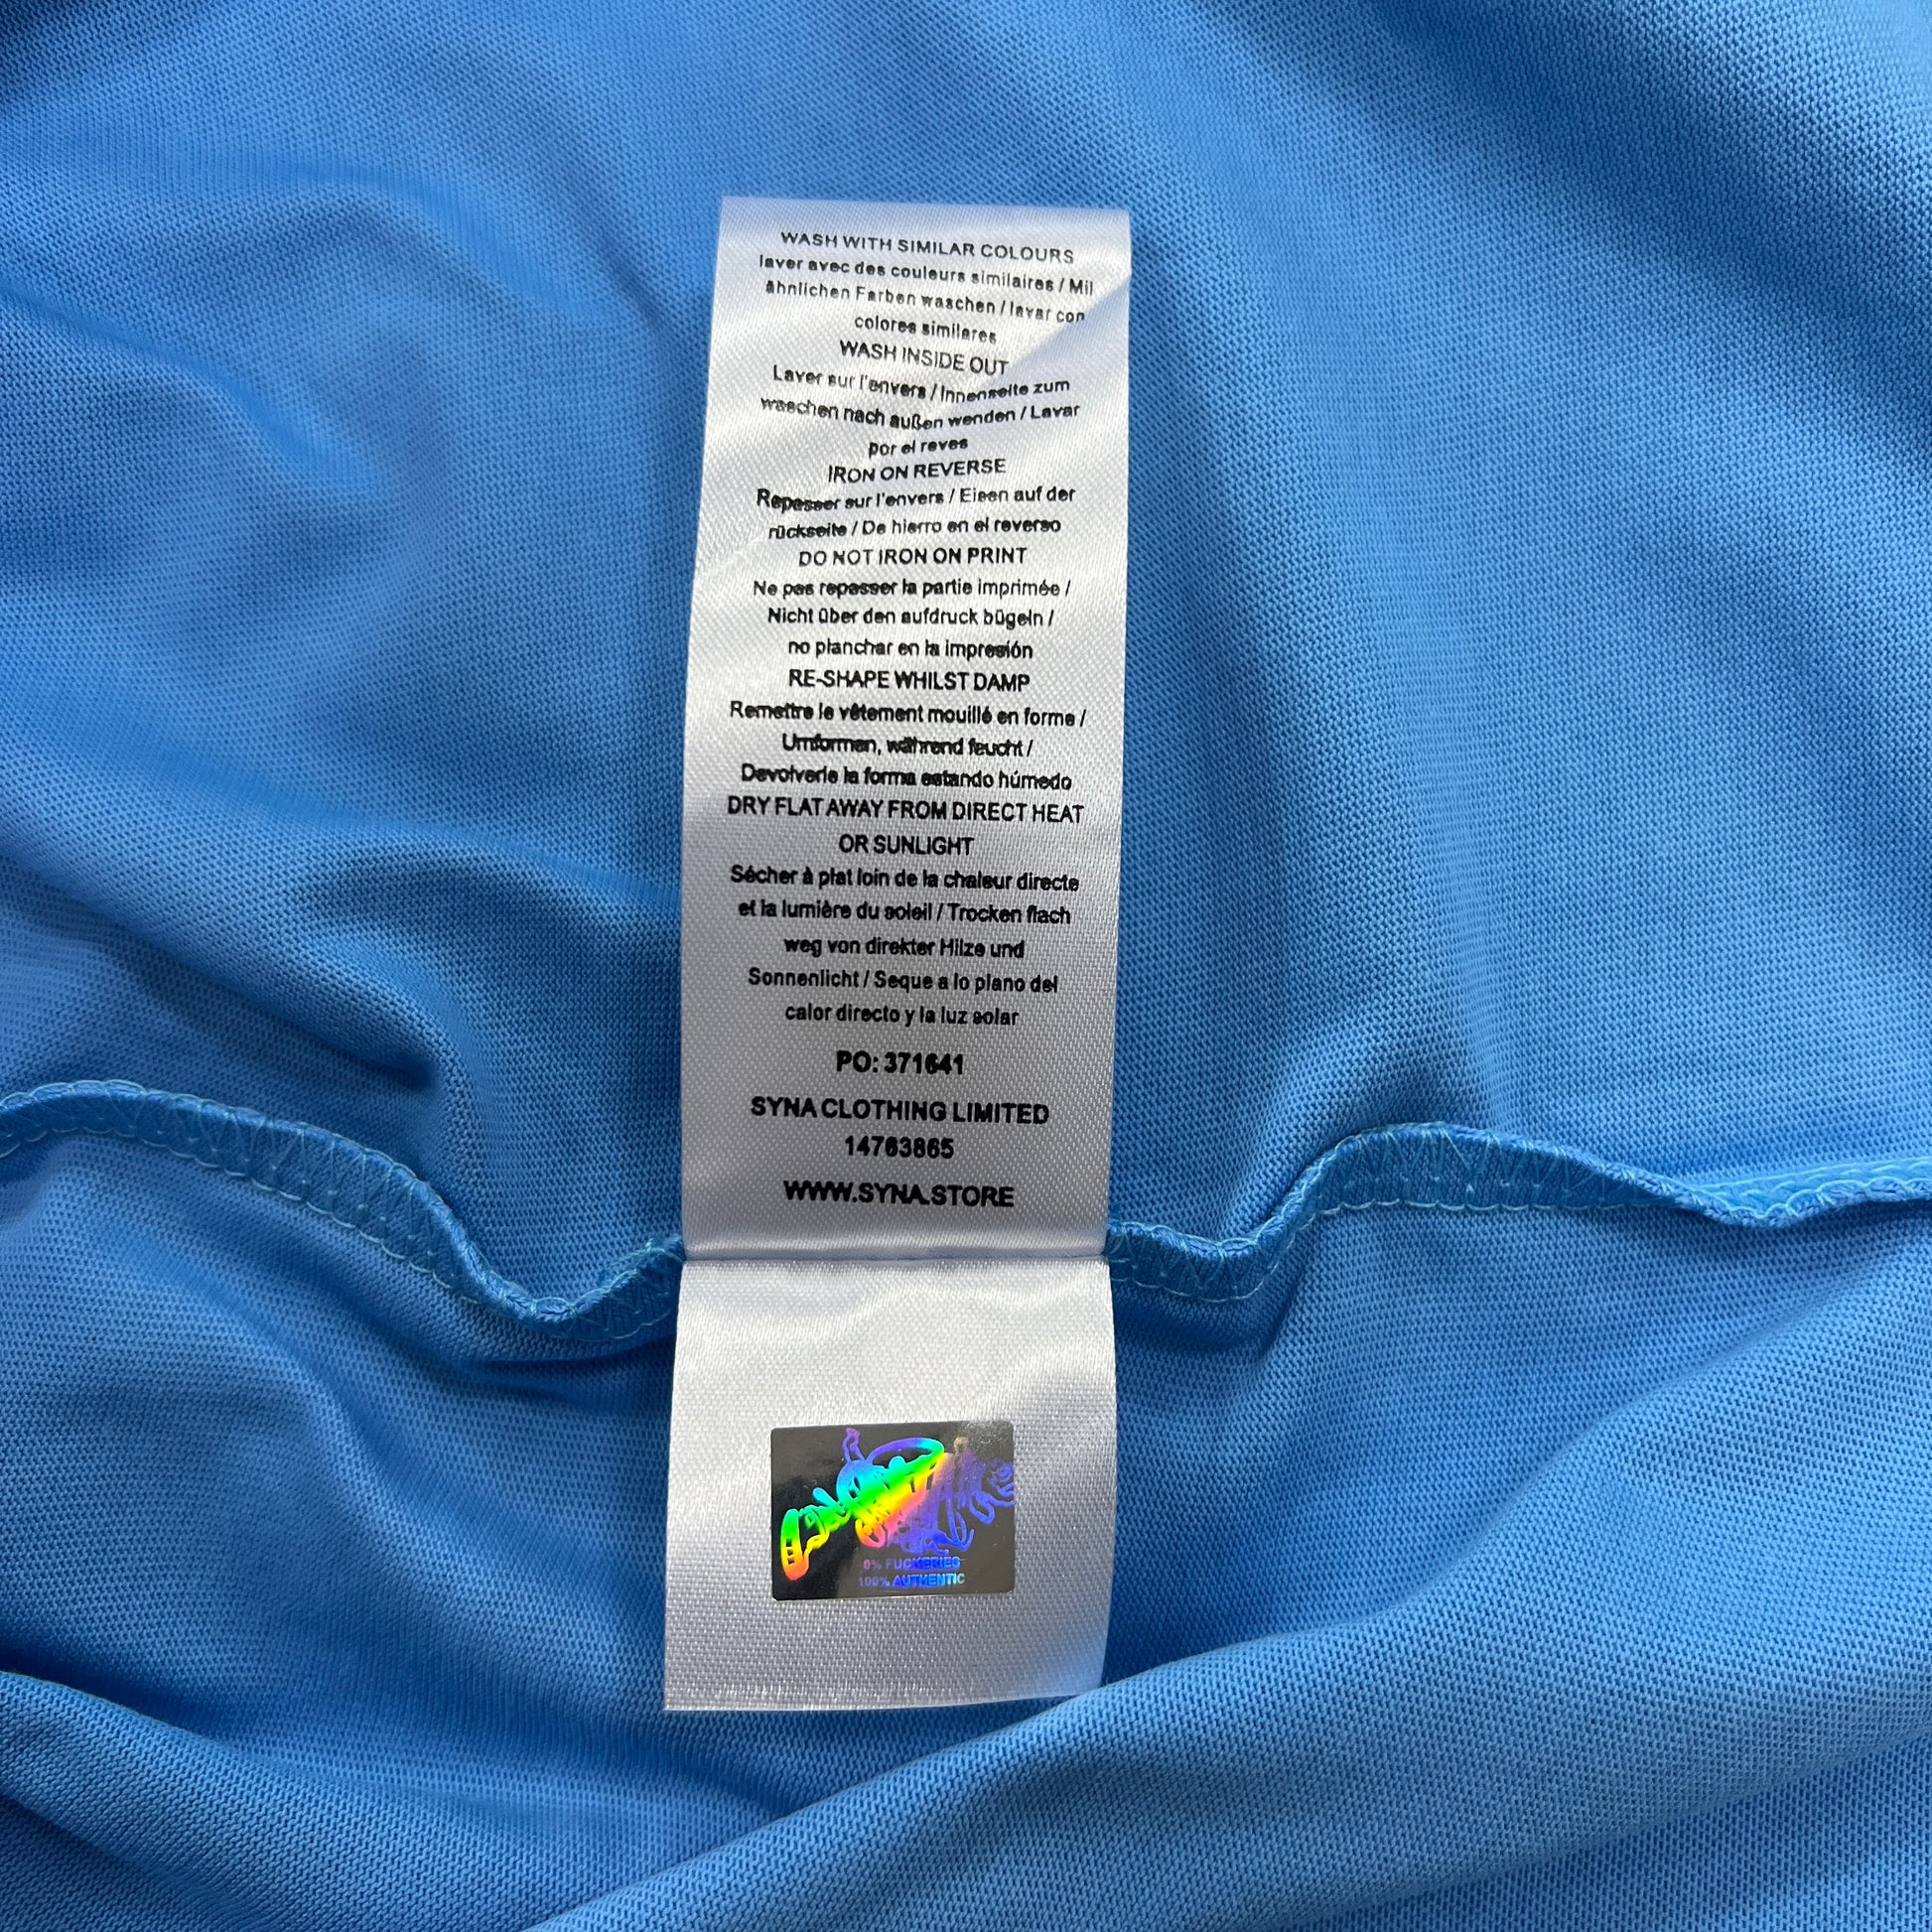 WASH WITH SIMILAR COLOURS
laver avec des couleurs similaires / Mil
ähnlichen Farben waschen / lavar con
colores similares
WASH INSIDE OUT
Laver sur l'envers / Innenseite zum
waschen nach außen wenden / Lavar
por el reves
IRON ON REVERSE
Repasser sur l'envers / Eisen auf der
rückseite / De hierro en el reverso
DO NOT IRON ON PRINT
Ne pas repasser la partie imprimée /
Nicht über den aufdruck bügeln /
no planchar en la impresión
RE-SHAPE WHILST DAMP
Remettre le vêtement mouillé en forme /
Umformen, während feucht /
Devolverle la forma estando húmedo
DRY FLAT AWAY FROM DIRECT HEAT
OR SUNLIGHT
Sécher à plat loin de la chaleur directe
et la lumière du soleil / Trocken flach
weg von direkter Hilze und
Sonnenlicht / Seque a lo plano del
calor directo y la luz solar
PO: 371641
SYNA CLOTHING LIMITED
14763865
WWW.SYNA.STORE
0% FUCKERIES
100% AUTHENTIC